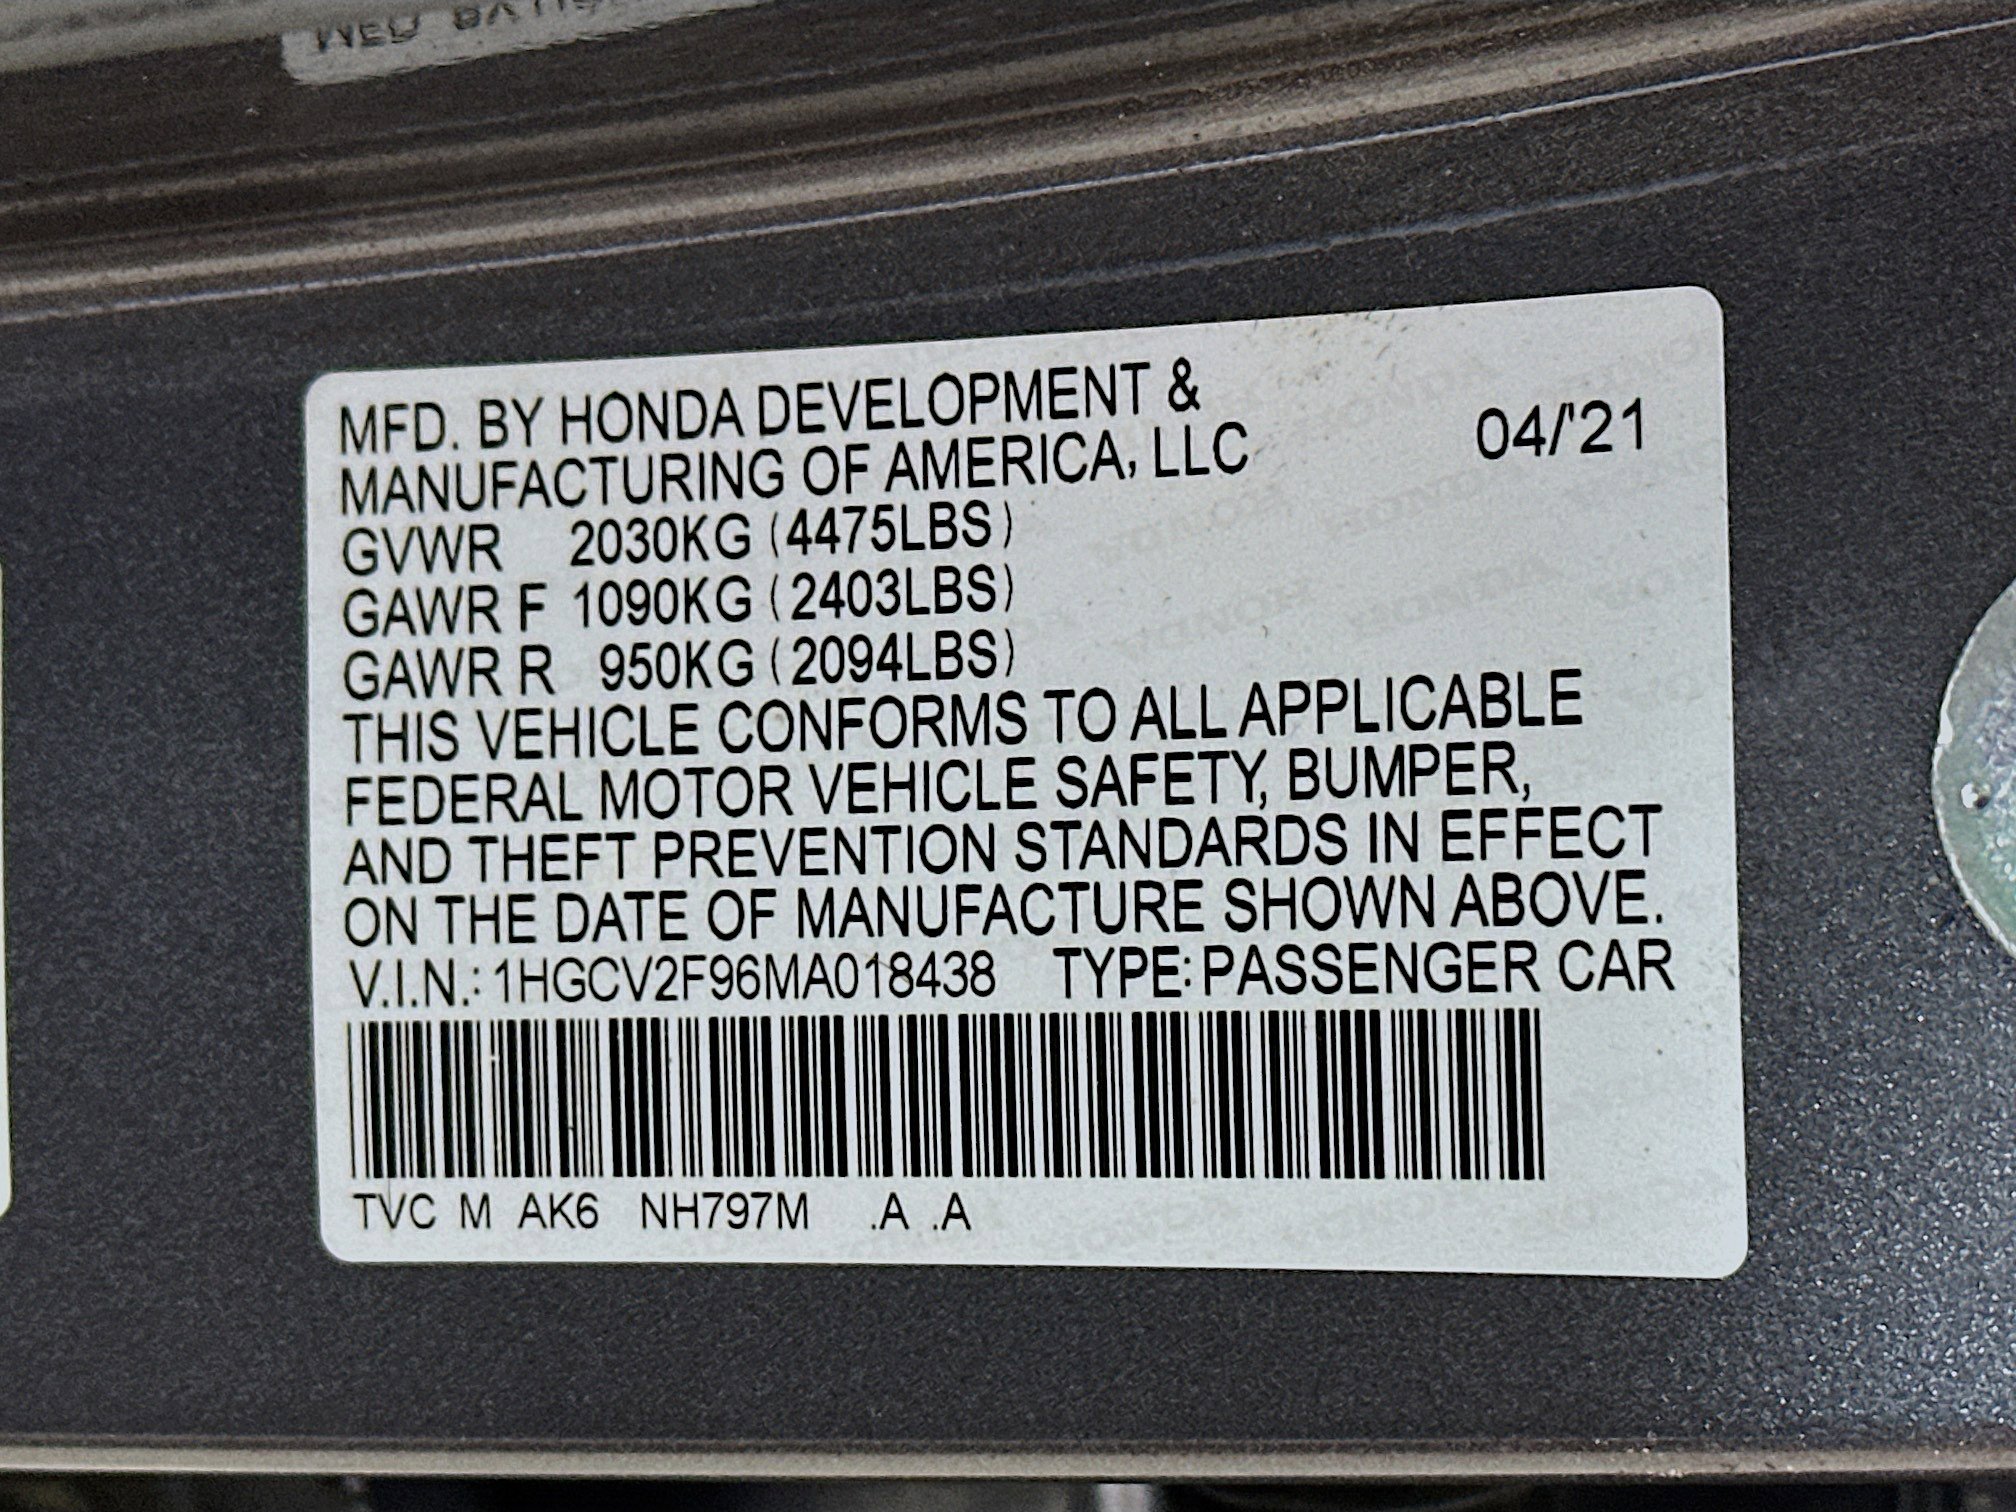 MFD. BY HONDA DEVELOPMENT &
MANUFACTURING OF AMERICA, LLC 04/'21
GVWR 2030KG (4475LBS)
GAWR F 1090KG (2403LBS)
GAWR R 950KG (2094LBS)
THIS VEHICLE CONFORMS TO ALL APPLICABLE
FEDERAL MOTOR VEHICLE SAFETY, BUMPER,
AND THEFT PREVENTION STANDARDS IN EFFECT
ON THE DATE OF MANUFACTURE SHOWN ABOVE.
V.I.N.: 1HGCV2F96MA018438 TYPE: PASSENGER CAR
TVC M AK6 NH797M .A .A